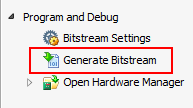 Program and Debug
Bitstream Settings
Generate Bitstream
Open Hardware Manager